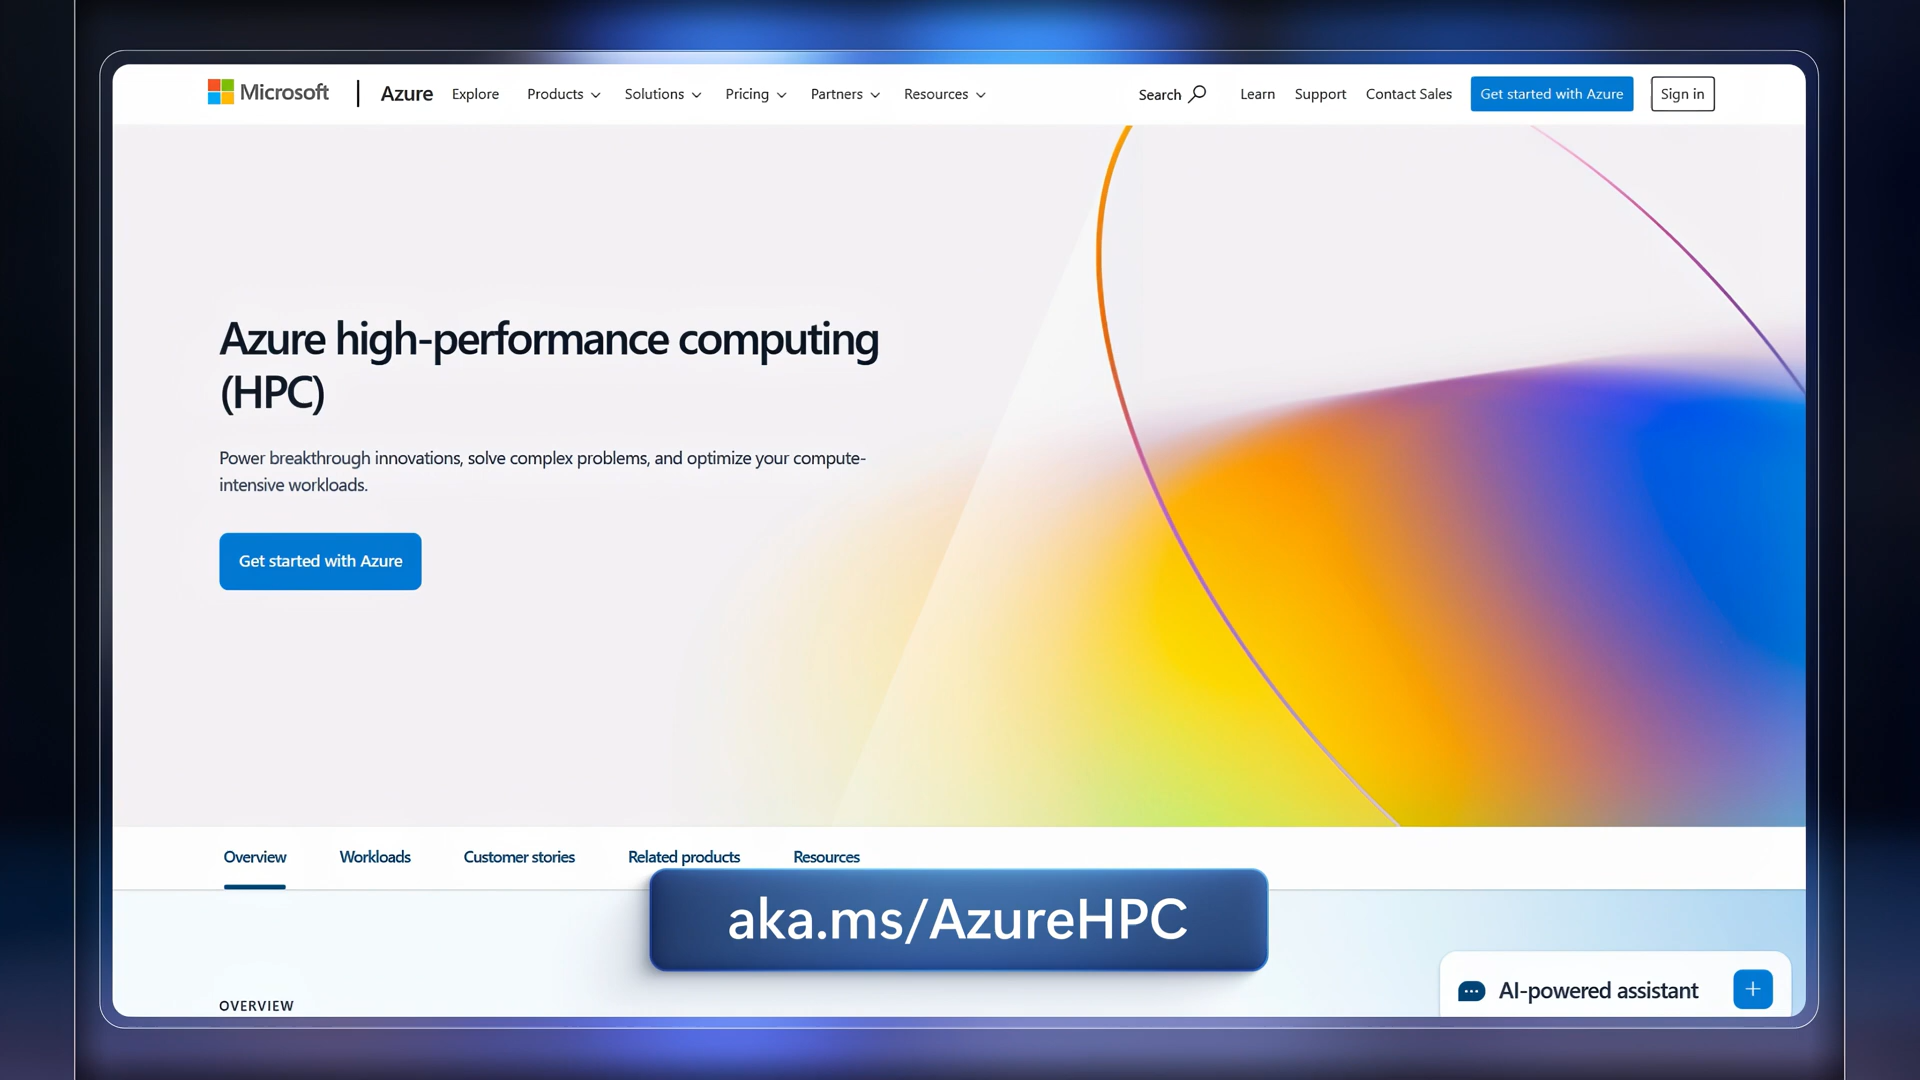 Microsoft | Azure Explore Products Solutions Pricing Partners Resources Search Learn Support Contact Sales Get started with Azure Sign in
Azure high-performance computing
(HPC)
Power breakthrough innovations, solve complex problems, and optimize your compute-
intensive workloads.
Get started with Azure
Overview Workloads Customer stories Related products Resources
aka.ms/AzureHPC
AI-powered assistant
OVERVIEW